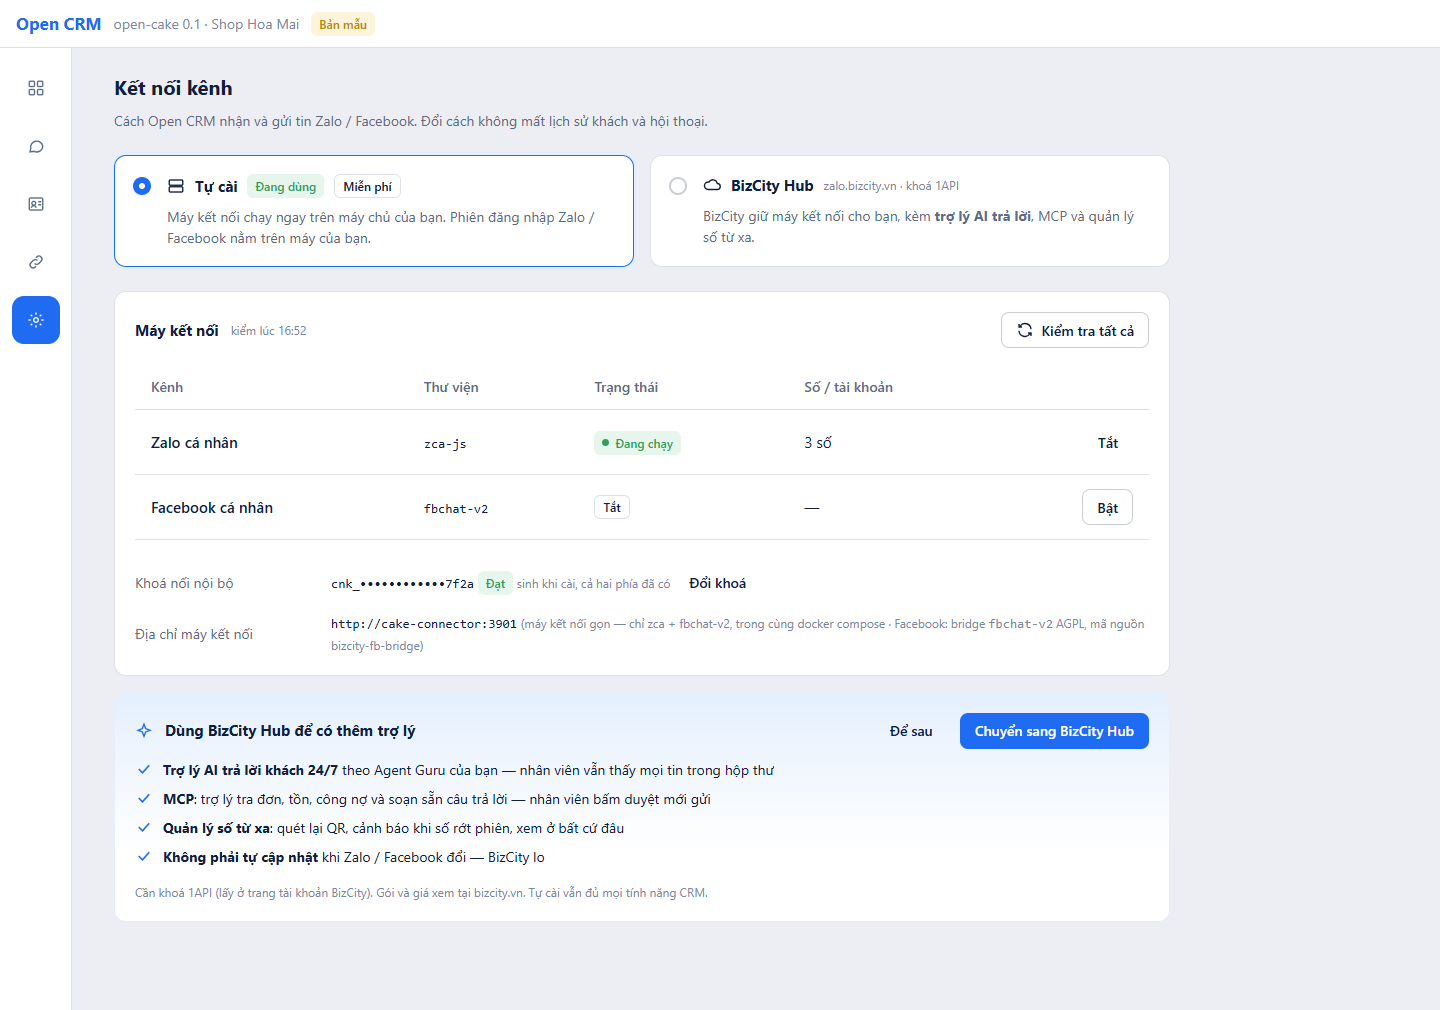 Open CRM open-cake 0.1 · Shop Hoa Mai Bản mẫu
Kết nối kênh
Cách Open CRM nhận và gửi tin Zalo / Facebook. Đổi cách không mất lịch sử khách và hội thoại.
Tự cài Đang dùng Miễn phí
Máy kết nối chạy ngay trên máy chủ của bạn. Phiên đăng nhập Zalo /
Facebook nằm trên máy của bạn.
BizCity Hub zalo.bizcity.vn · khoá 1API
BizCity giữ máy kết nối cho bạn, kèm trợ lý AI trả lời, MCP và quản lý
số từ xa.
Máy kết nối kiểm lúc 16:52 Kiểm tra tất cả
Kênh Thư viện Trạng thái Số / tài khoản
Zalo cá nhân zca-js Đang chạy 3 số Tắt
Facebook cá nhân fbchat-v2 Tắt — Bật
Khoá nối nội bộ cnk_••••••••••••7f2a Đạt sinh khi cài, cả hai phía đã có Đổi khoá
Địa chỉ máy kết nối http://cake-connector:3901 (máy kết nối gọn — chỉ zca + fbchat-v2, trong cùng docker compose · Facebook: bridge fbchat-v2 AGPL, mã nguồn
bizcity-fb-bridge)
Dùng BizCity Hub để có thêm trợ lý Để sau Chuyển sang BizCity Hub
Trợ lý AI trả lời khách 24/7 theo Agent Guru của bạn — nhân viên vẫn thấy mọi tin trong hộp thư
MCP: trợ lý tra đơn, tồn, công nợ và soạn sẵn câu trả lời — nhân viên bấm duyệt mới gửi
Quản lý số từ xa: quét lại QR, cảnh báo khi số rớt phiên, xem ở bất cứ đâu
Không phải tự cập nhật khi Zalo / Facebook đổi — BizCity lo
Cần khoá 1API (lấy ở trang tài khoản BizCity). Gói và giá xem tại bizcity.vn. Tự cài vẫn đủ mọi tính năng CRM.